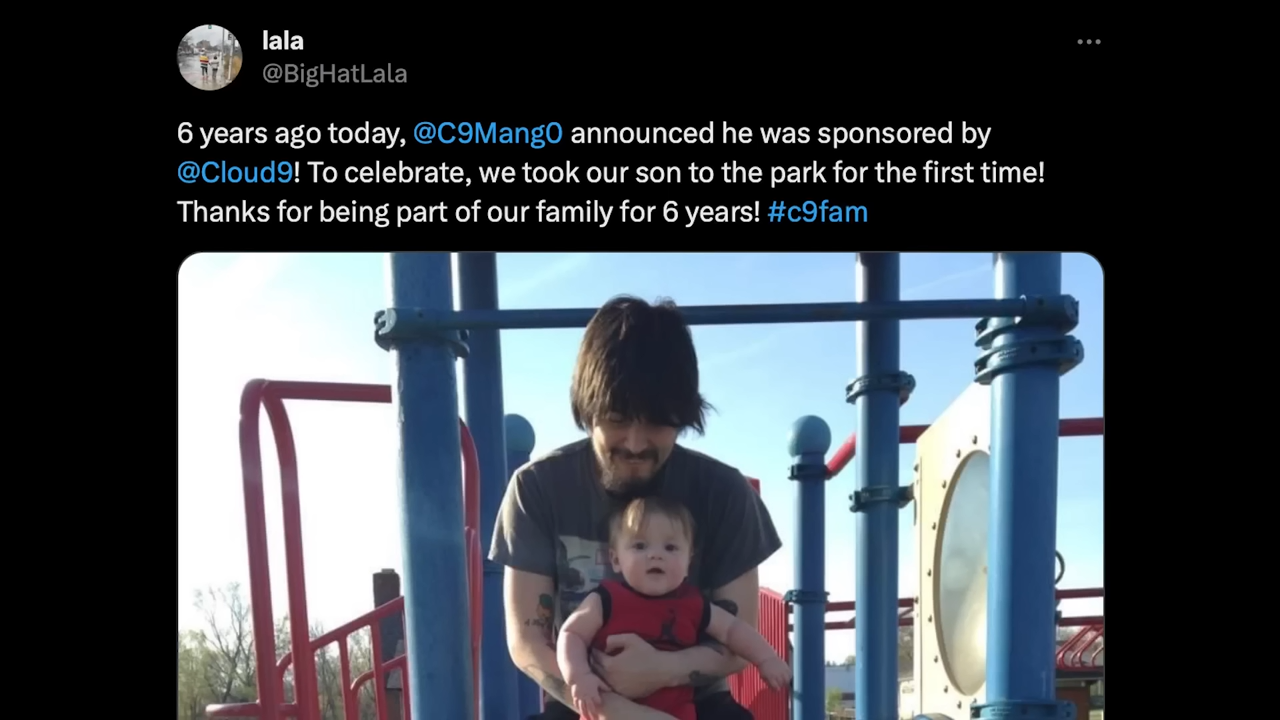 lala
@BigHatLala
6 years ago today, @C9Mang0 announced he was sponsored by
@Cloud9! To celebrate, we took our son to the park for the first time!
Thanks for being part of our family for 6 years! #c9fam